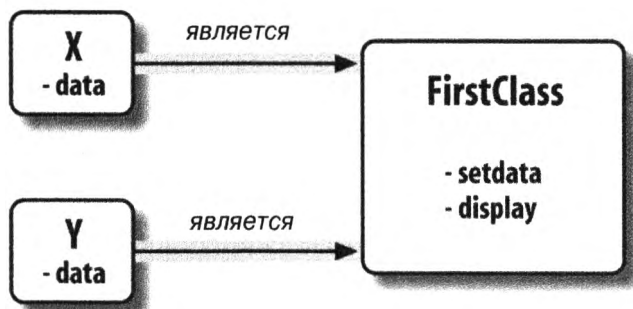 X
- data
является
FirstClass
- setdata
- display
Y
- data
является